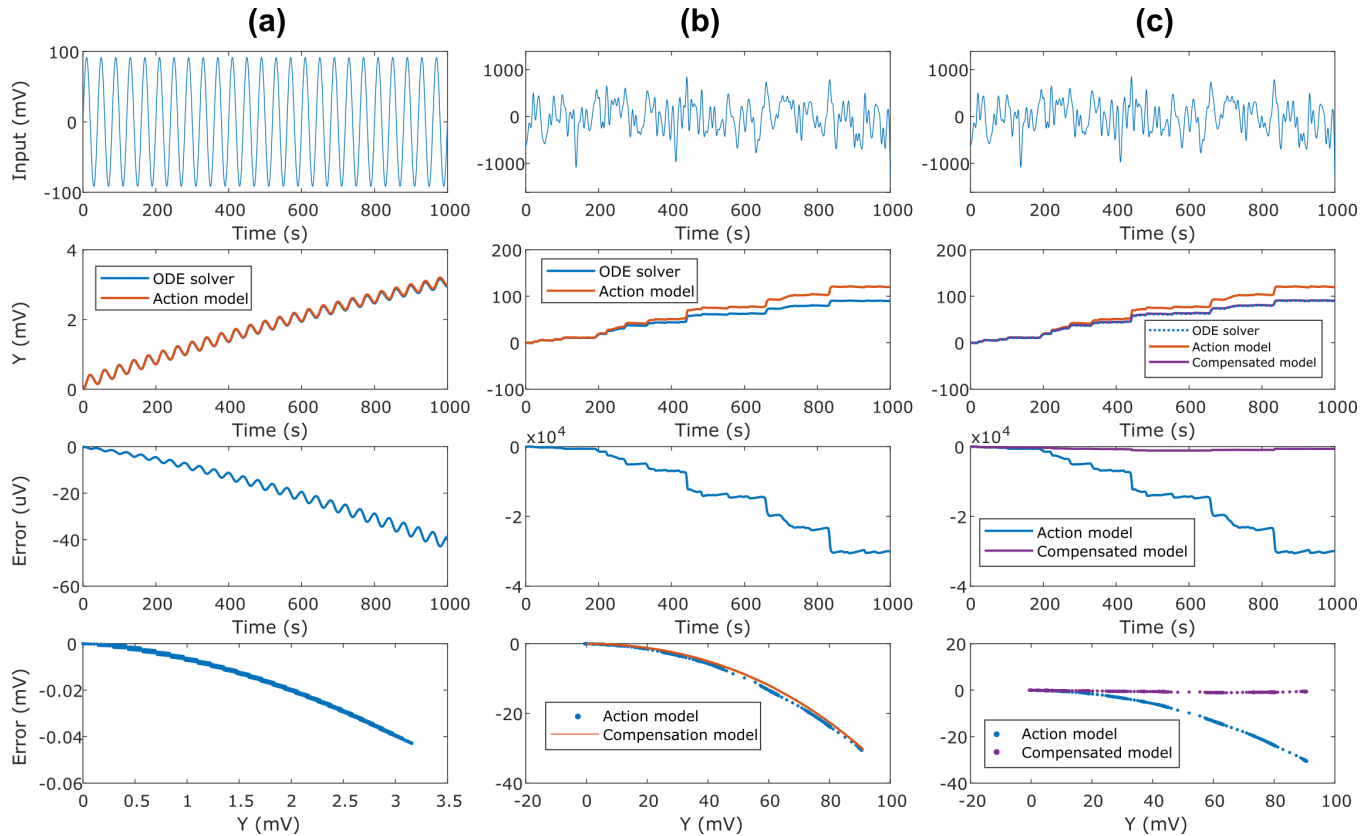 (a) (b) (c)
Input (mV)
100
0
-100
0 200 400 600 800 1000
Time (s)
1000
0
-1000
0 200 400 600 800 1000
Time (s)
1000
0
-1000
0 200 400 600 800 1000
Time (s)
Y (mV)
4
2
0
ODE solver
Action model
0 200 400 600 800 1000
Time (s)
200
100
0
-100
ODE solver
Action model
0 200 400 600 800 1000
Time (s)
200
100
0
-100
ODE solver
Action model
Compensated model
0 200 400 600 800 1000
Time (s)
Error (uV)
0
-20
-40
-60
0 200 400 600 800 1000
Time (s)
×10⁴
0
-2
-4
0 200 400 600 800 1000
Time (s)
×10⁴
0
-2
-4
Action model
Compensated model
0 200 400 600 800 1000
Time (s)
Error (mV)
0
-0.02
-0.04
-0.06
0 0.5 1 1.5 2 2.5 3 3.5
Y (mV)
0
-20
-40
Action model
Compensation model
-20 0 20 40 60 80 100
Y (mV)
20
0
-20
-40
Action model
Compensated model
-20 0 20 40 60 80 100
Y (mV)